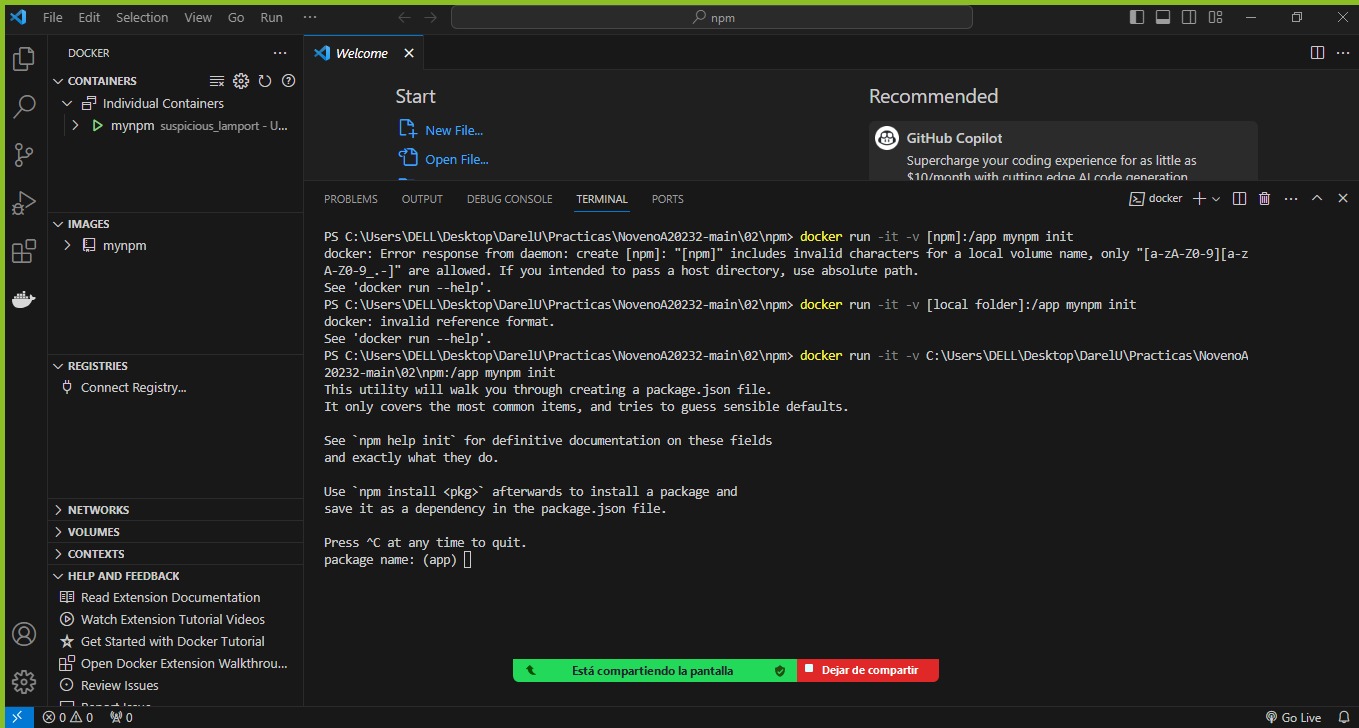 File Edit Selection View Go Run ···
npm
DOCKER
CONTAINERS
Individual Containers
mynpm suspicious_lamport - U...
IMAGES
mynpm
REGISTRIES
Connect Registry...
NETWORKS
VOLUMES
CONTEXTS
HELP AND FEEDBACK
Read Extension Documentation
Watch Extension Tutorial Videos
Get Started with Docker Tutorial
Open Docker Extension Walkthrou...
Review Issues
Report Issue
Welcome
Start
New File...
Open File...
Recommended
GitHub Copilot
Supercharge your coding experience for as little as
$10/month with cutting edge AI code generation
PROBLEMS OUTPUT DEBUG CONSOLE TERMINAL PORTS
docker
PS C:\Users\DELL\Desktop\DarelU\Practicas\NovenoA20232-main\02\npm> docker run -it -v [npm]:/app mynpm init
docker: Error response from daemon: create [npm]: "[npm]" includes invalid characters for a local volume name, only "[a-zA-Z0-9][a-z
A-Z0-9_.-]" are allowed. If you intended to pass a host directory, use absolute path.
See 'docker run --help'.
PS C:\Users\DELL\Desktop\DarelU\Practicas\NovenoA20232-main\02\npm> docker run -it -v [local folder]:/app mynpm init
docker: invalid reference format.
See 'docker run --help'.
PS C:\Users\DELL\Desktop\DarelU\Practicas\NovenoA20232-main\02\npm> docker run -it -v C:\Users\DELL\Desktop\DarelU\Practicas\NovenoA
20232-main\02\npm:/app mynpm init
This utility will walk you through creating a package.json file.
It only covers the most common items, and tries to guess sensible defaults.
See `npm help init` for definitive documentation on these fields
and exactly what they do.
Use `npm install <pkg>` afterwards to install a package and
save it as a dependency in the package.json file.
Press ^C at any time to quit.
package name: (app)
Está compartiendo la pantalla
Dejar de compartir
0 0 0
Go Live